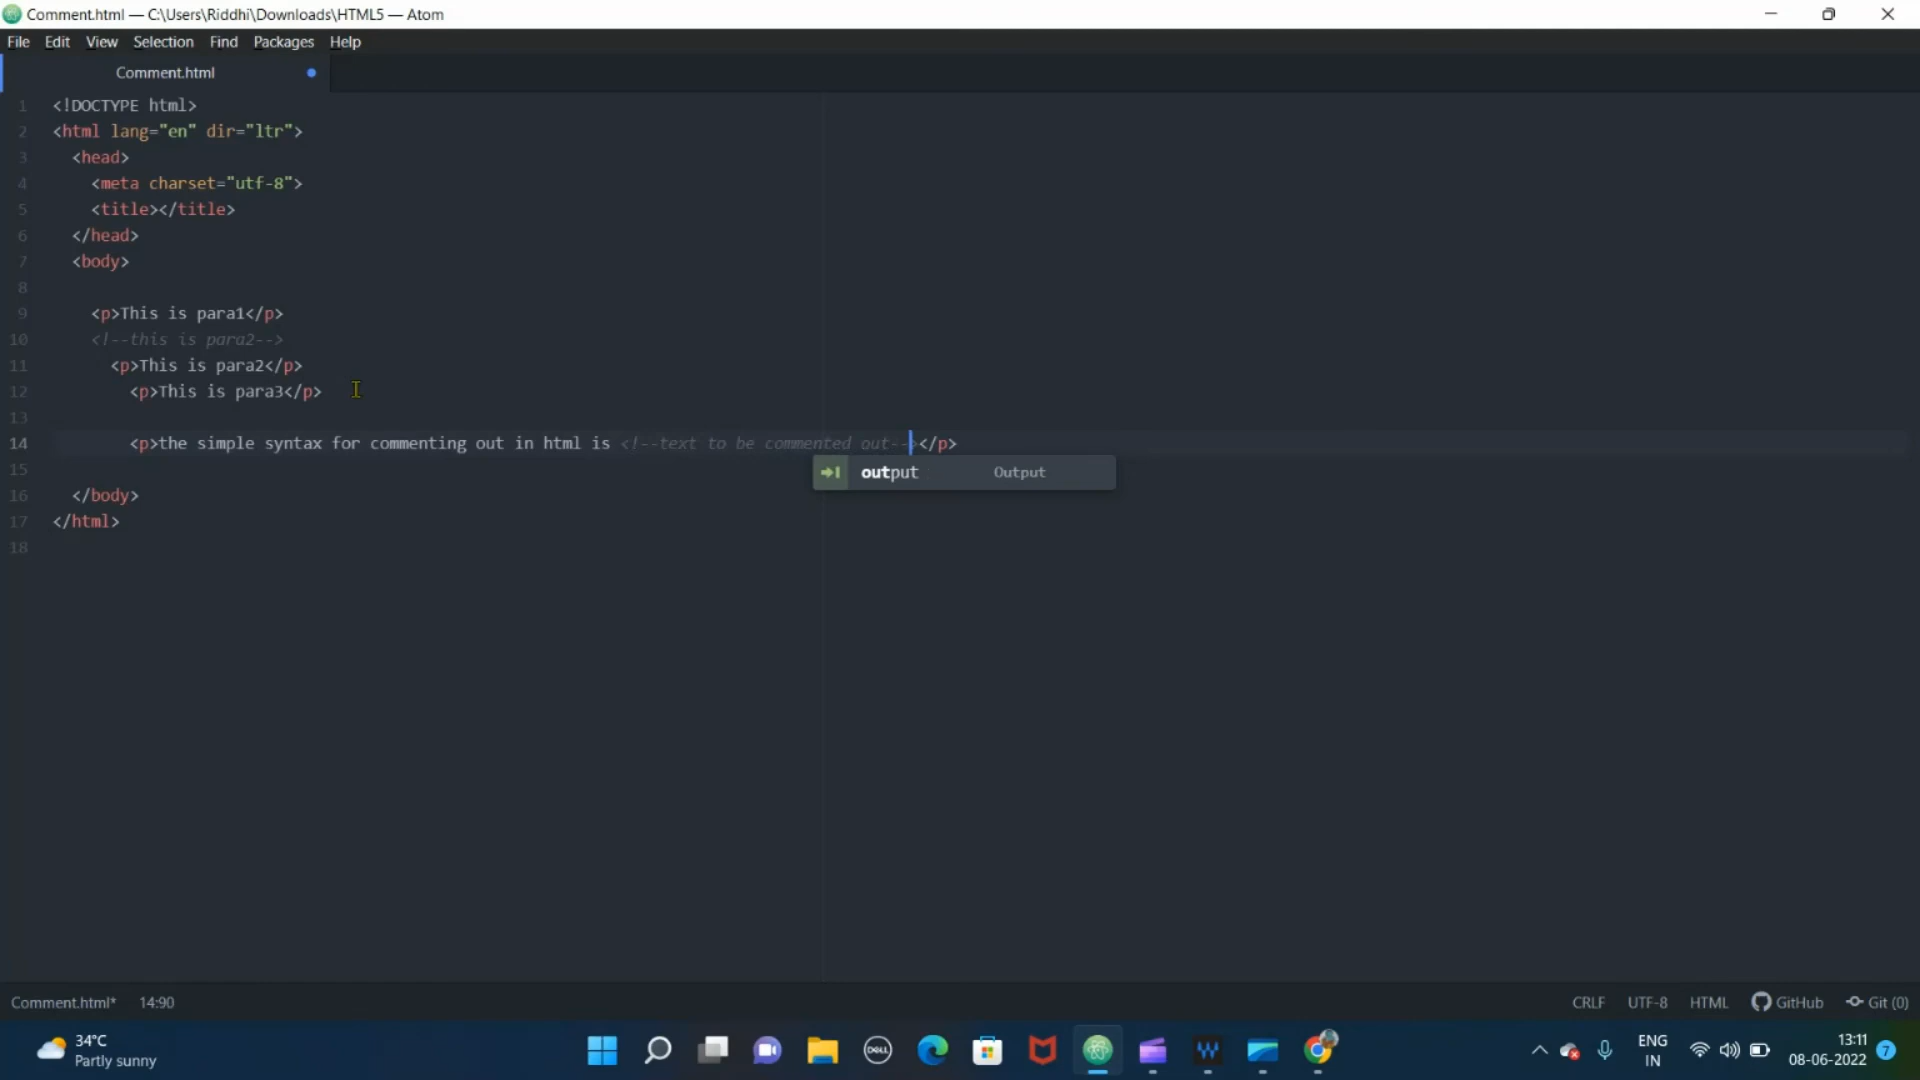 Comment.html — C:\Users\Riddhi\Downloads\HTML5 — Atom
File Edit View Selection Find Packages Help
Comment.html
1 <!DOCTYPE html>
2 <html lang="en" dir="ltr">
3 <head>
4 <meta charset="utf-8">
5 <title></title>
6 </head>
7 <body>
8
9 <p>This is para1</p>
10 <!--this is para2-->
11 <p>This is para2</p>
12 <p>This is para3</p>
13
14 <p>the simple syntax for commenting out in html is <!--text to be commented out--></p>
output Output
15
16 </body>
17 </html>
18
Comment.html* 14:90 CRLF UTF-8 HTML GitHub Git (0)
34°C
Partly sunny
DELL
ENG
IN
13:11
08-06-2022
7